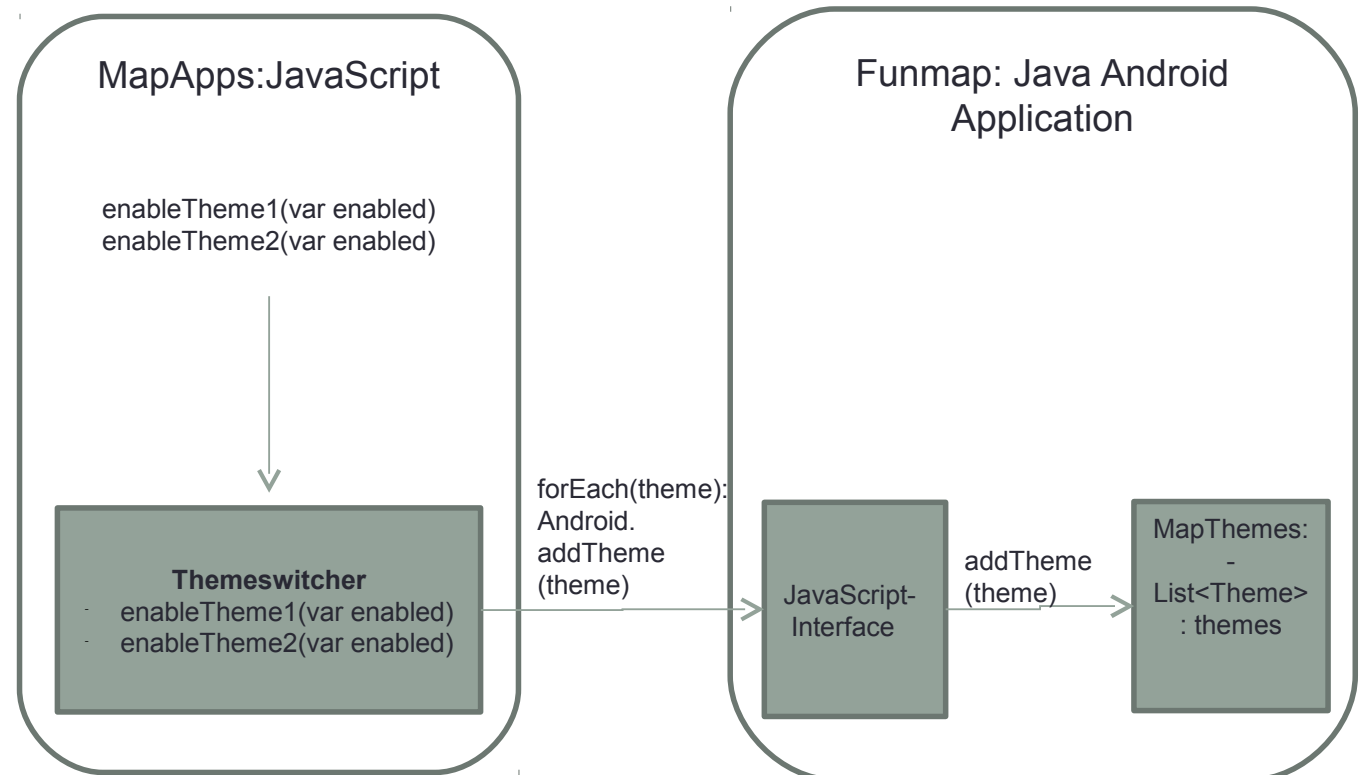 MapApps:JavaScript
enableTheme1(var enabled)
enableTheme2(var enabled)
Themeswitcher
- enableTheme1(var enabled)
- enableTheme2(var enabled)
forEach(theme):
Android.
addTheme
(theme)
Funmap: Java Android
Application
JavaScript-
Interface
addTheme
(theme)
MapThemes:
-
List<Theme>
: themes